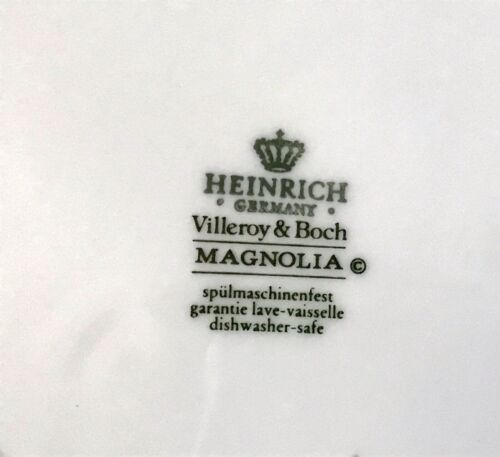 HEINRICH
• GERMANY •
Villeroy & Boch
MAGNOLIA ©
spülmaschinenfest
garantie lave-vaisselle
dishwasher-safe